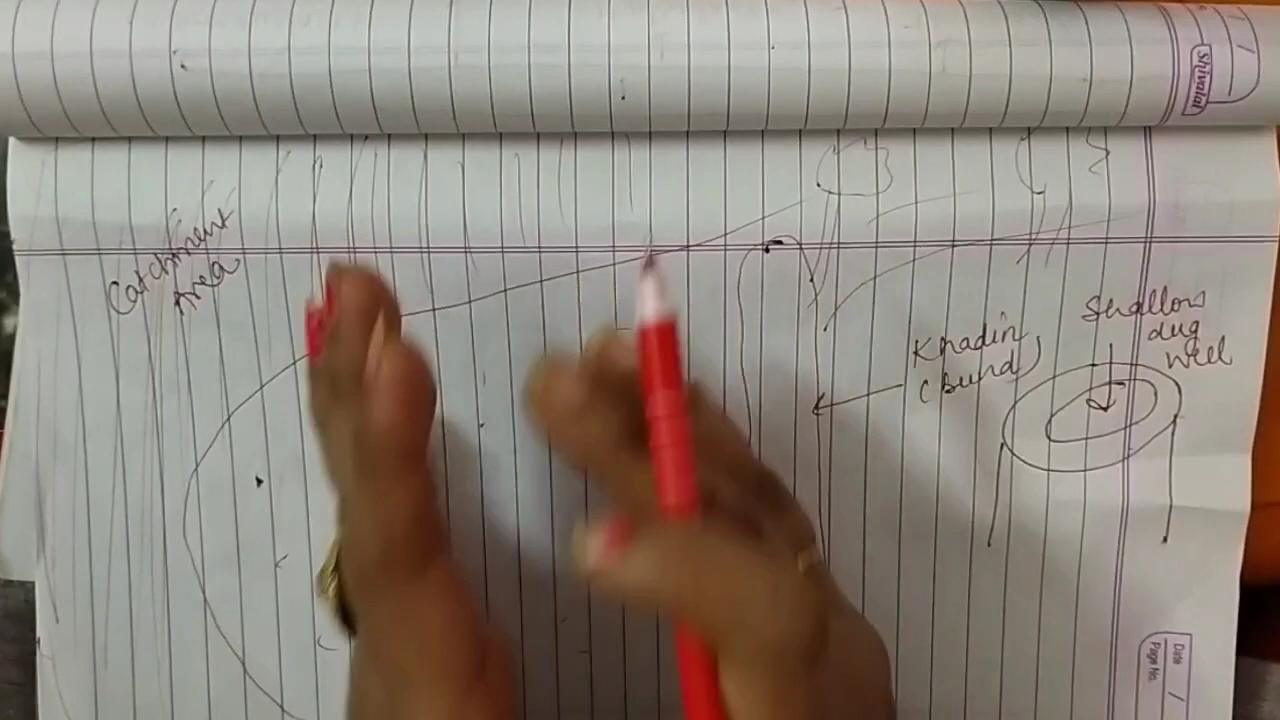 Catchment
Area
Khadin
(Bund)
Shallow
dug
well
Shivalal
Date
Page No.